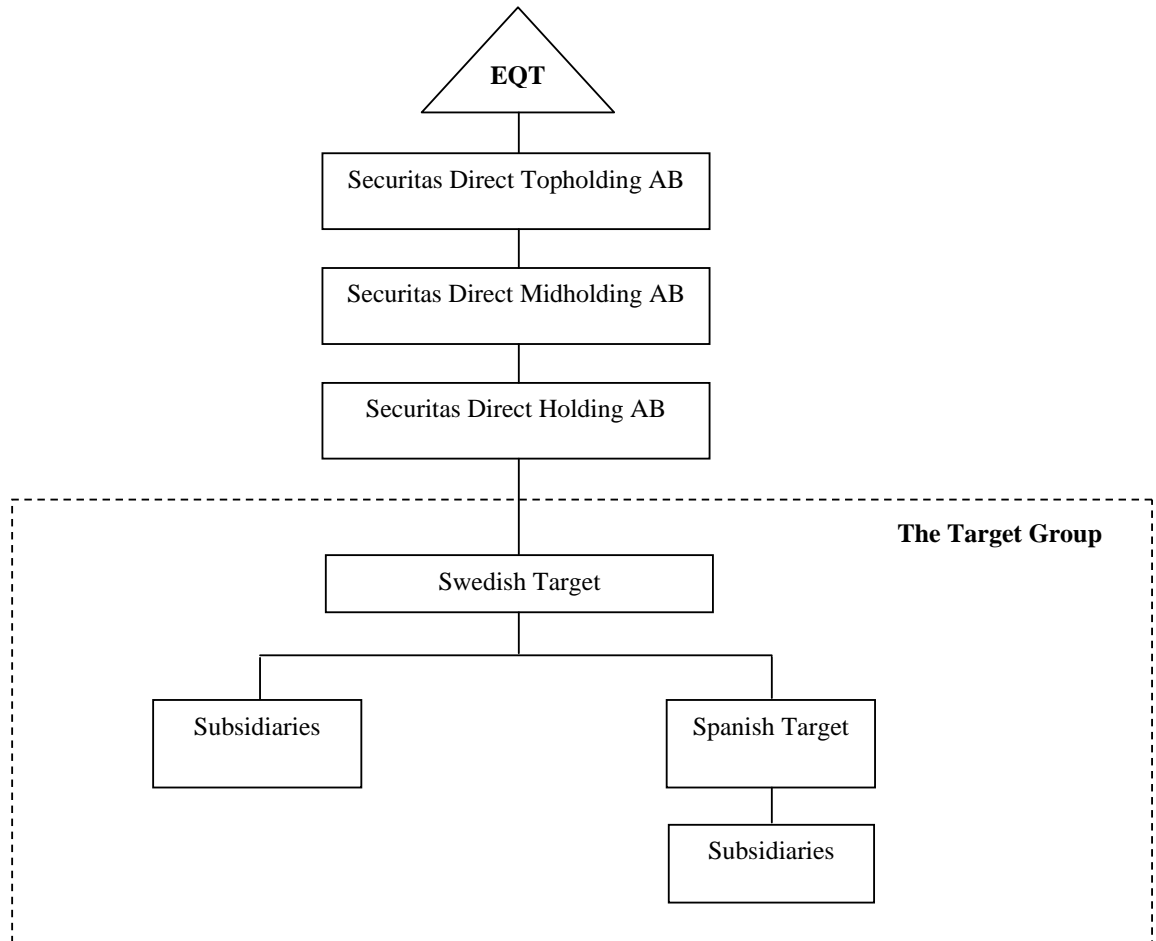 EQT
Securitas Direct Topholding AB
Securitas Direct Midholding AB
Securitas Direct Holding AB
The Target Group
Swedish Target
Subsidiaries
Spanish Target
Subsidiaries